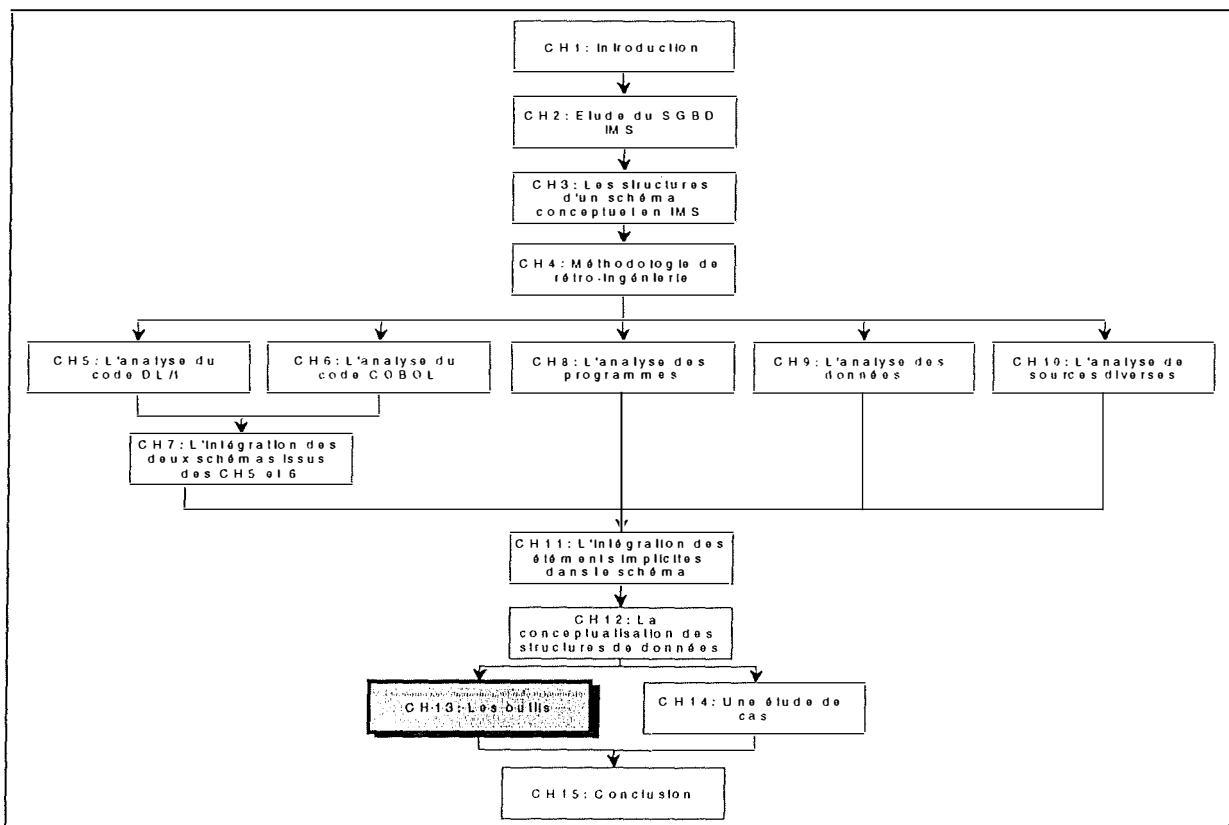 CH1: Introduction
CH2: Etude du SGBD
IMS
CH3: Les structures
d'un schéma
conceptuel en IMS
CH4: Méthodologie de
rétro-ingénierie
CH5: L'analyse du
code DL/1
CH6: L'analyse du
code COBOL
CH8: L'analyse des
programmes
CH9: L'analyse des
données
CH10: L'analyse de
sources diverses
CH7: L'intégration des
deux schémas issus
des CH5 et 6
CH11: L'intégration des
éléments implicites
dans le schéma
CH12: La
conceptualisation des
structures de données
CH13: Les outils
CH14: Une étude de
cas
CH15: Conclusion